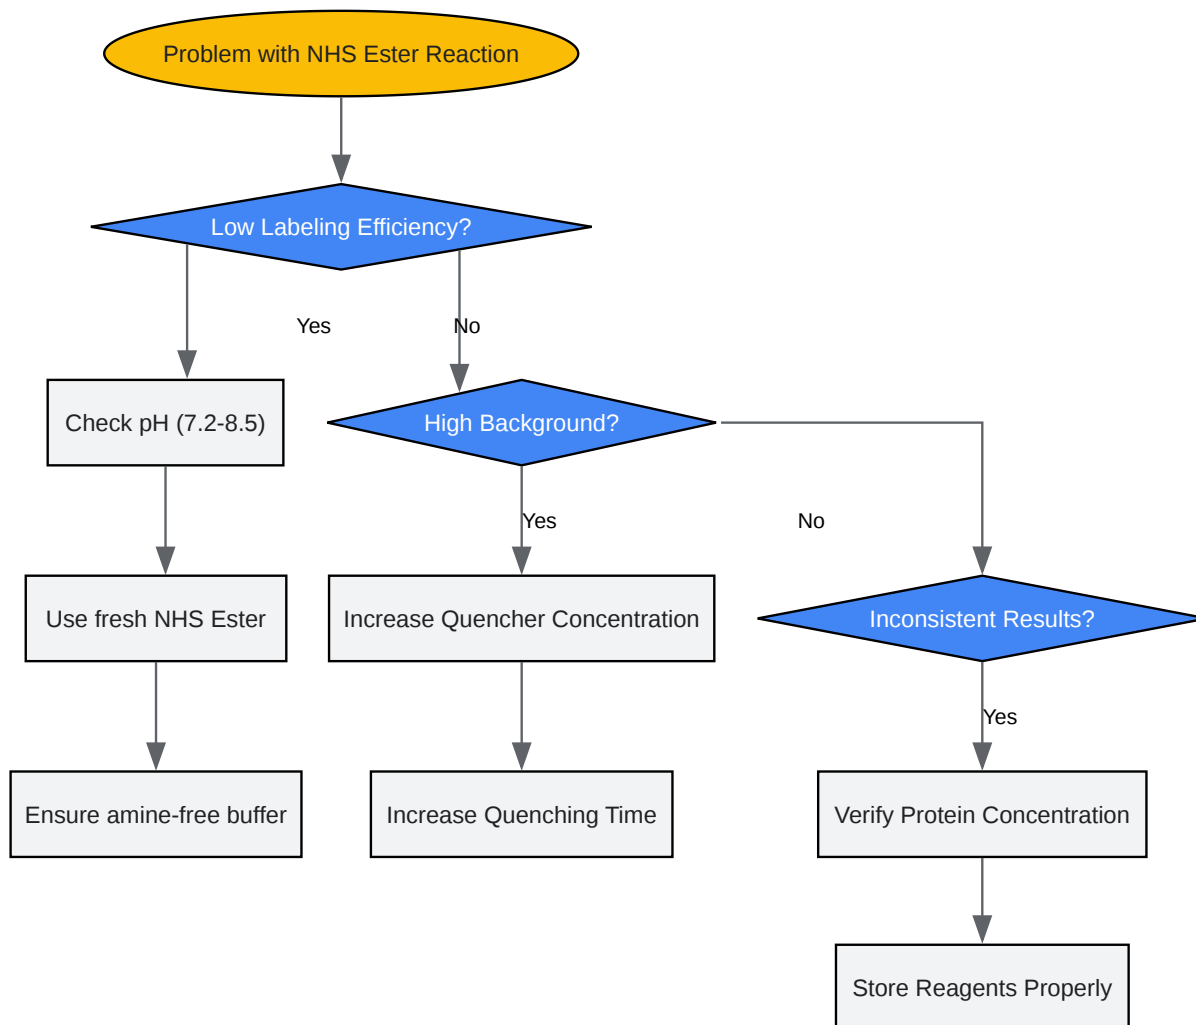 Problem with NHS Ester Reaction
Low Labeling Efficiency?
Yes
No
Check pH (7.2-8.5)
High Background?
Yes
No
Use fresh NHS Ester
Increase Quencher Concentration
Inconsistent Results?
Yes
Ensure amine-free buffer
Increase Quenching Time
Verify Protein Concentration
Store Reagents Properly